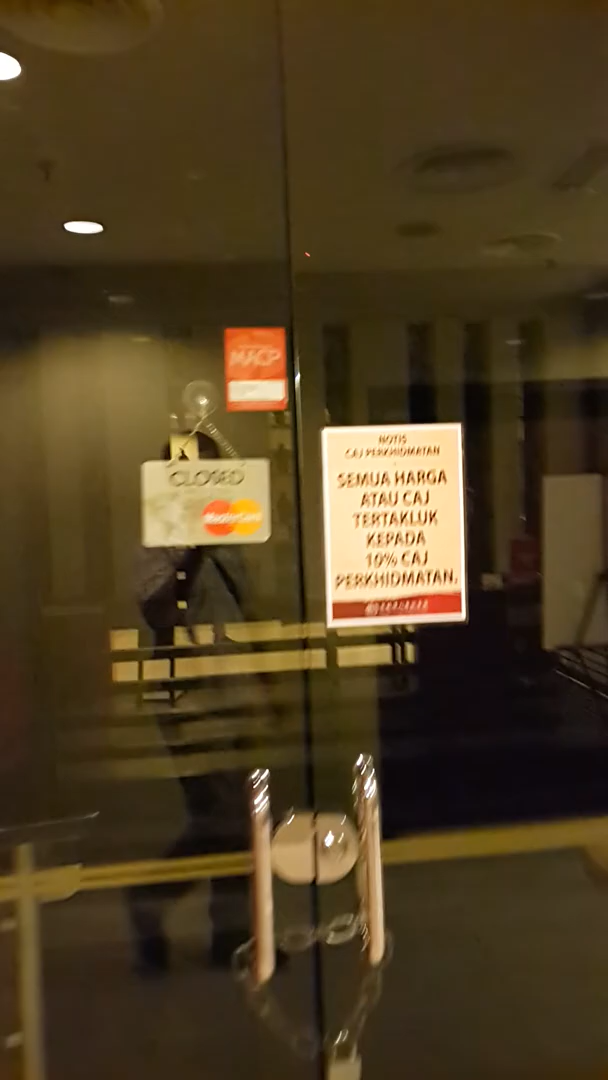 MACP
CLOSED
MasterCard
NOTIS
CAJ PERKHIDMATAN
SEMUA HARGA
ATAU CAJ
TERTAKLUK
KEPADA
10% CAJ
PERKHIDMATAN.